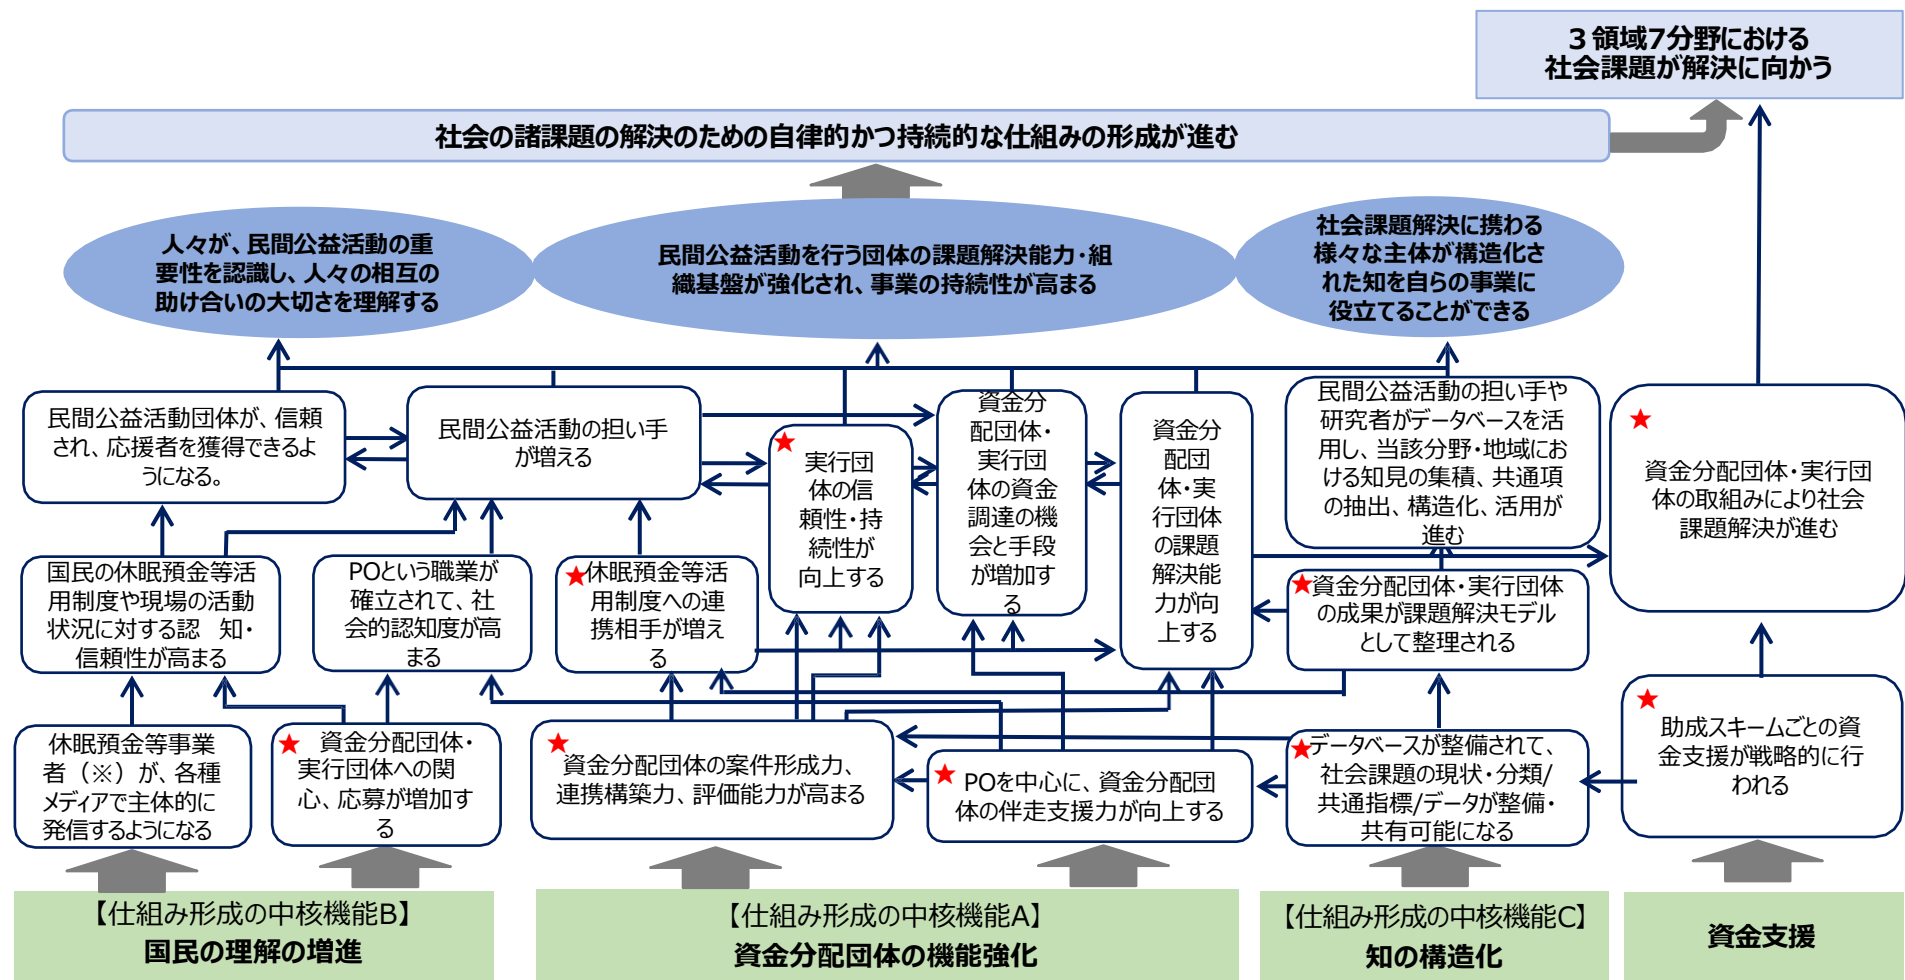 3領域7分野における
社会課題が解決に向かう
社会の諸課題の解決のための自律的かつ持続的な仕組みの形成が進む
人々が、民間公益活動の重
要性を認識し、人々の相互の
助け合いの大切さを理解する
民間公益活動を行う団体の課題解決能力・組
織基盤が強化され、事業の持続性が高まる
社会課題解決に携わる
様々な主体が構造化さ
れた知を自らの事業に
役立てることができる
民間公益活動団体が、信頼
され、応援者を獲得できるよ
うになる。
民間公益活動の担い手
が増える
実行団
体の信
頼性・持
続性が
向上する
資金分
配団体・
実行団
体の資金
調達の機
会と手段
が増加す
る
資金分
配団
体・実
行団体
の課題
解決能
力が向
上する
民間公益活動の担い手や
研究者がデータベースを活
用し、当該分野・地域にお
ける知見の集積、共通項
の抽出、構造化、活用が
進む
資金分配団体・実行団
体の取組みにより社会
課題解決が進む
国民の休眠預金等活
用制度や現場の活動
状況に対する認 知・
信頼性が高まる
POという職業が
確立されて、社
会的認知度が高
まる
休眠預金等活
用制度への連
携相手が増え
る
資金分配団体・実行団体
の成果が課題解決モデル
として整理される
休眠預金等事業
者（※）が、各種
メディアで主体的に
発信するようになる
資金分配団体・
実行団体への関
心、応募が増加す
る
資金分配団体の案件形成力、
連携構築力、評価能力が高まる
POを中心に、資金分配団
体の伴走支援力が向上する
データベースが整備されて、
社会課題の現状・分類/
共通指標/データが整備・
共有可能になる
助成スキームごとの資
金支援が戦略的に行
われる
【仕組み形成の中核機能B】
国民の理解の増進
【仕組み形成の中核機能A】
資金分配団体の機能強化
【仕組み形成の中核機能C】
知の構造化
資金支援